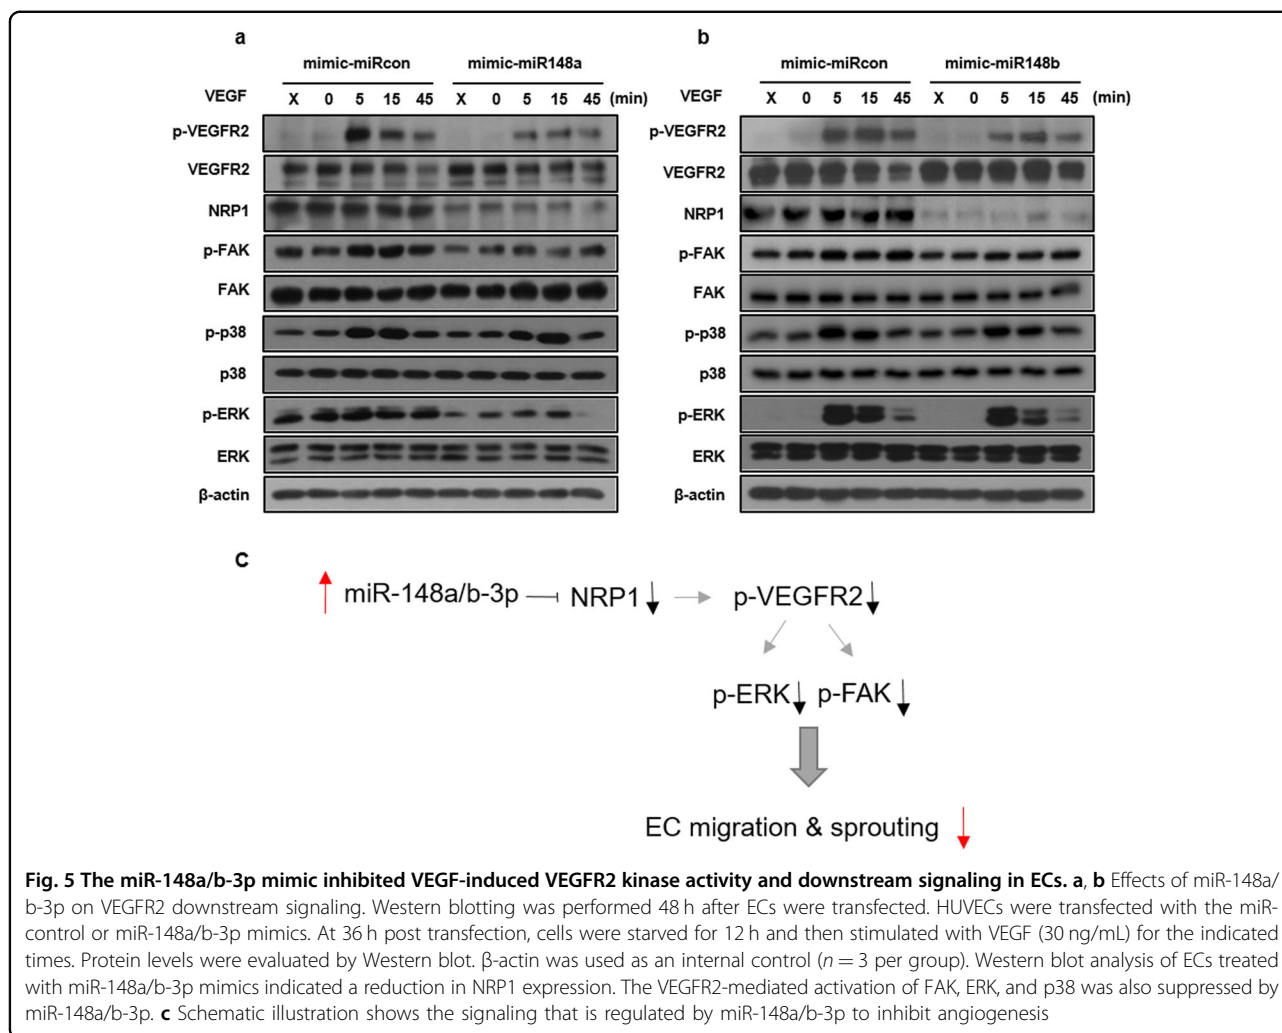 a
mimic-miRcon mimic-miR148a
VEGF X 0 5 15 45 X 0 5 15 45 (min)
p-VEGFR2
VEGFR2
NRP1
p-FAK
FAK
p-p38
p38
p-ERK
ERK
β-actin
b
mimic-miRcon mimic-miR148b
VEGF X 0 5 15 45 X 0 5 15 45 (min)
p-VEGFR2
VEGFR2
NRP1
p-FAK
FAK
p-p38
p38
p-ERK
ERK
β-actin
c
miR-148a/b-3p NRP1 p-VEGFR2
p-ERK p-FAK
EC migration & sprouting
Fig. 5 The miR-148a/b-3p mimic inhibited VEGF-induced VEGFR2 kinase activity and downstream signaling in ECs. a, b Effects of miR-148a/
b-3p on VEGFR2 downstream signaling. Western blotting was performed 48 h after ECs were transfected. HUVECs were transfected with the miR-
control or miR-148a/b-3p mimics. At 36 h post transfection, cells were starved for 12 h and then stimulated with VEGF (30 ng/mL) for the indicated
times. Protein levels were evaluated by Western blot. β-actin was used as an internal control (n = 3 per group). Western blot analysis of ECs treated
with miR-148a/b-3p mimics indicated a reduction in NRP1 expression. The VEGFR2-mediated activation of FAK, ERK, and p38 was also suppressed by
miR-148a/b-3p. c Schematic illustration shows the signaling that is regulated by miR-148a/b-3p to inhibit angiogenesis